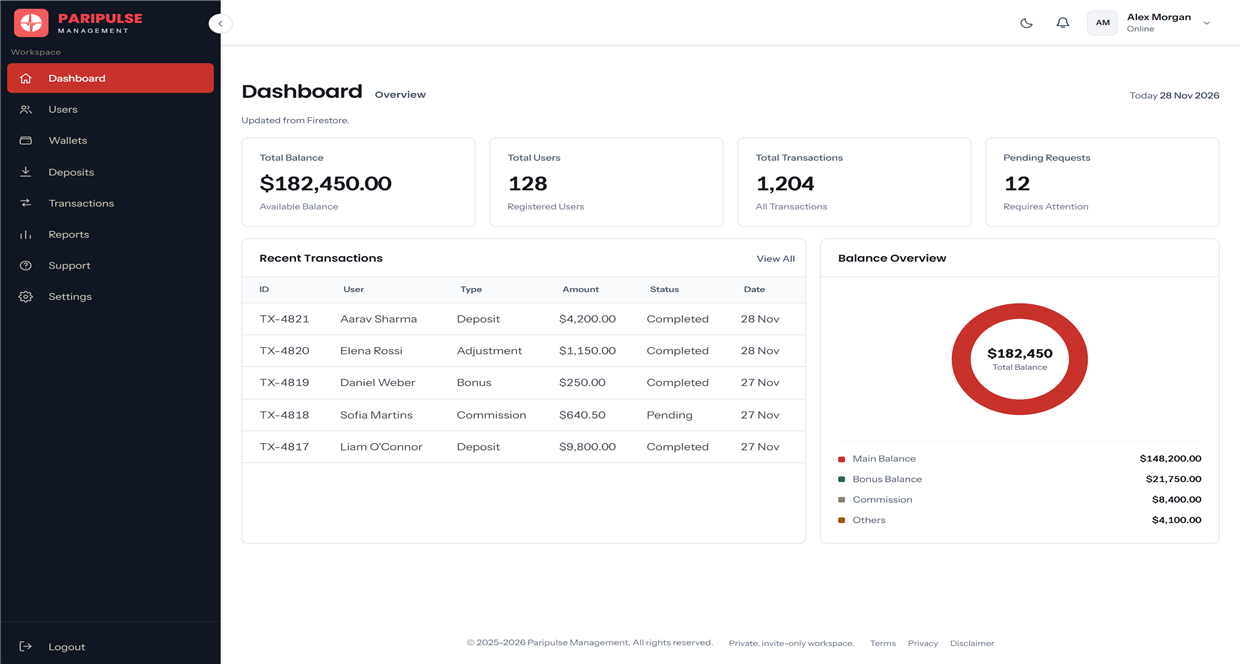 PARIPULSE
MANAGEMENT
Workspace
Dashboard
Users
Wallets
Deposits
Transactions
Reports
Support
Settings
Logout
AM
Alex Morgan
Online
Dashboard Overview
Today 28 Nov 2026
Updated from Firestore.
Total Balance
$182,450.00
Available Balance
Total Users
128
Registered Users
Total Transactions
1,204
All Transactions
Pending Requests
12
Requires Attention
Recent Transactions View All
ID User Type Amount Status Date
TX-4821 Aarav Sharma Deposit $4,200.00 Completed 28 Nov
TX-4820 Elena Rossi Adjustment $1,150.00 Completed 28 Nov
TX-4819 Daniel Weber Bonus $250.00 Completed 27 Nov
TX-4818 Sofia Martins Commission $640.50 Pending 27 Nov
TX-4817 Liam O'Connor Deposit $9,800.00 Completed 27 Nov
Balance Overview
$182,450
Total Balance
Main Balance $148,200.00
Bonus Balance $21,750.00
Commission $8,400.00
Others $4,100.00
© 2025–2026 Paripulse Management. All rights reserved. Private, invite-only workspace. Terms Privacy Disclaimer